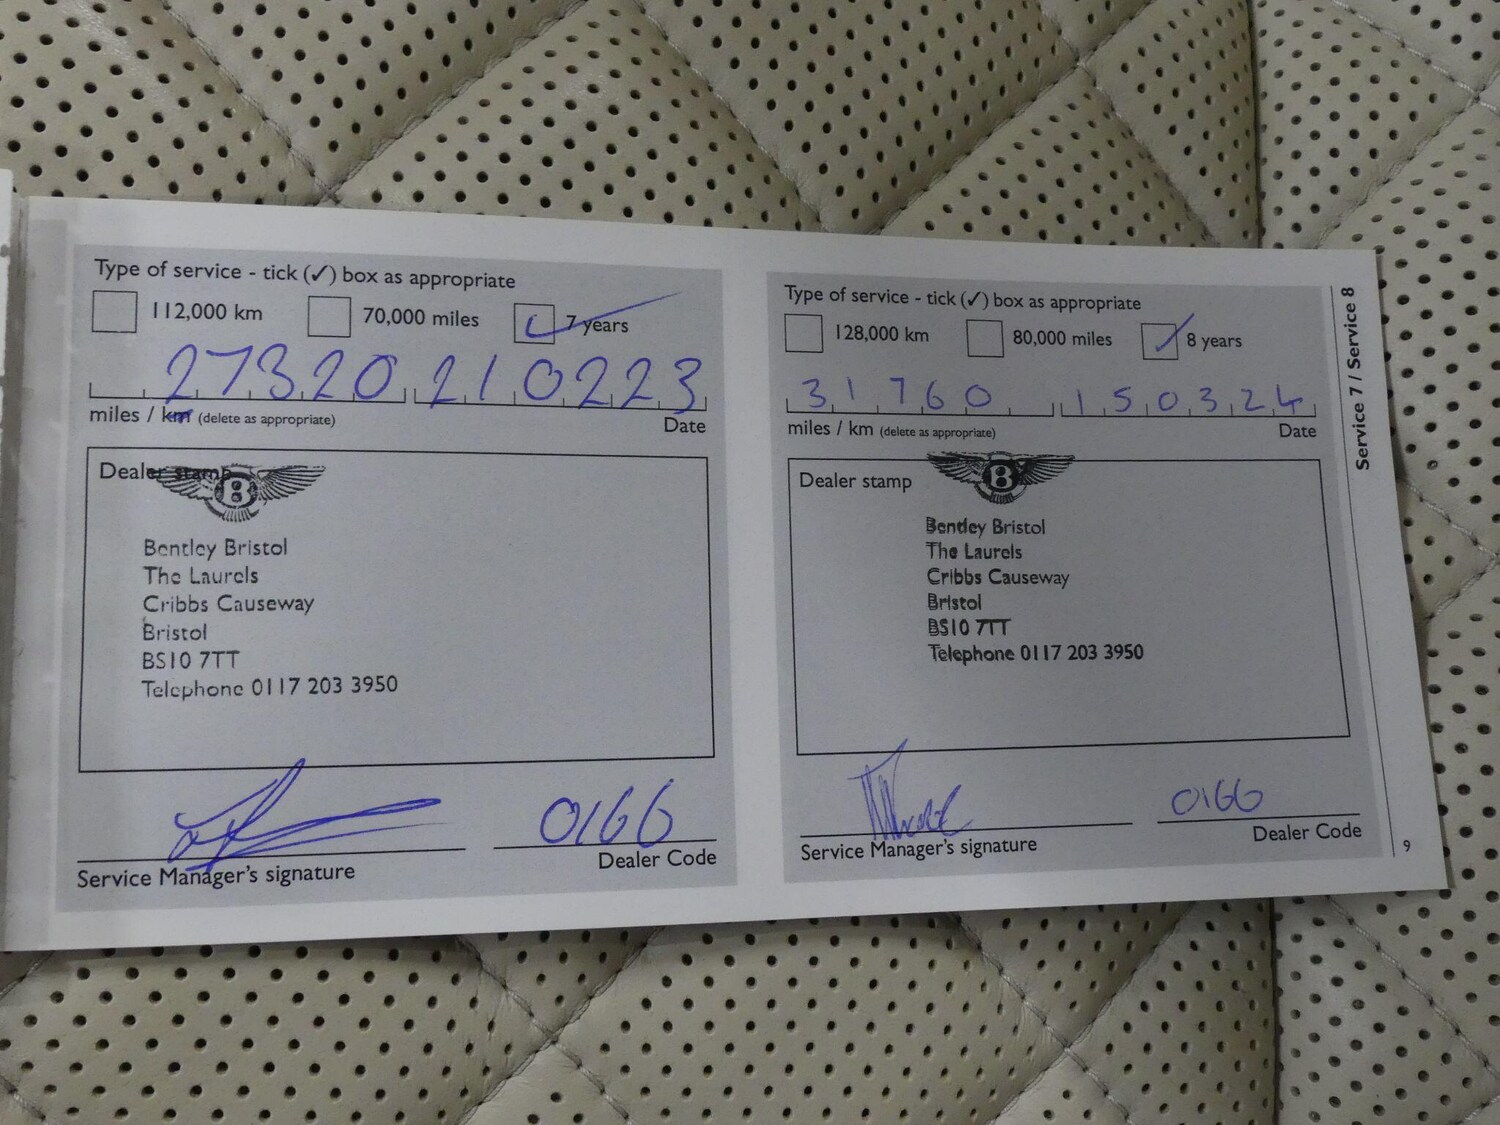 Type of service - tick (✓) box as appropriate
112,000 km 70,000 miles 7 years
27320 210223
miles / km (delete as appropriate) Date
Dealer stamp
B
Bentley Bristol
The Laurels
Cribbs Causeway
Bristol
BS10 7TT
Telephone 0117 203 3950
0166
Service Manager's signature Dealer Code
Type of service - tick (✓) box as appropriate
128,000 km 80,000 miles 8 years
31760 150324
miles / km (delete as appropriate) Date
Dealer stamp
B
Bentley Bristol
The Laurels
Cribbs Causeway
Bristol
BS10 7TT
Telephone 0117 203 3950
0166
Service Manager's signature Dealer Code
Service 7 / Service 8
9